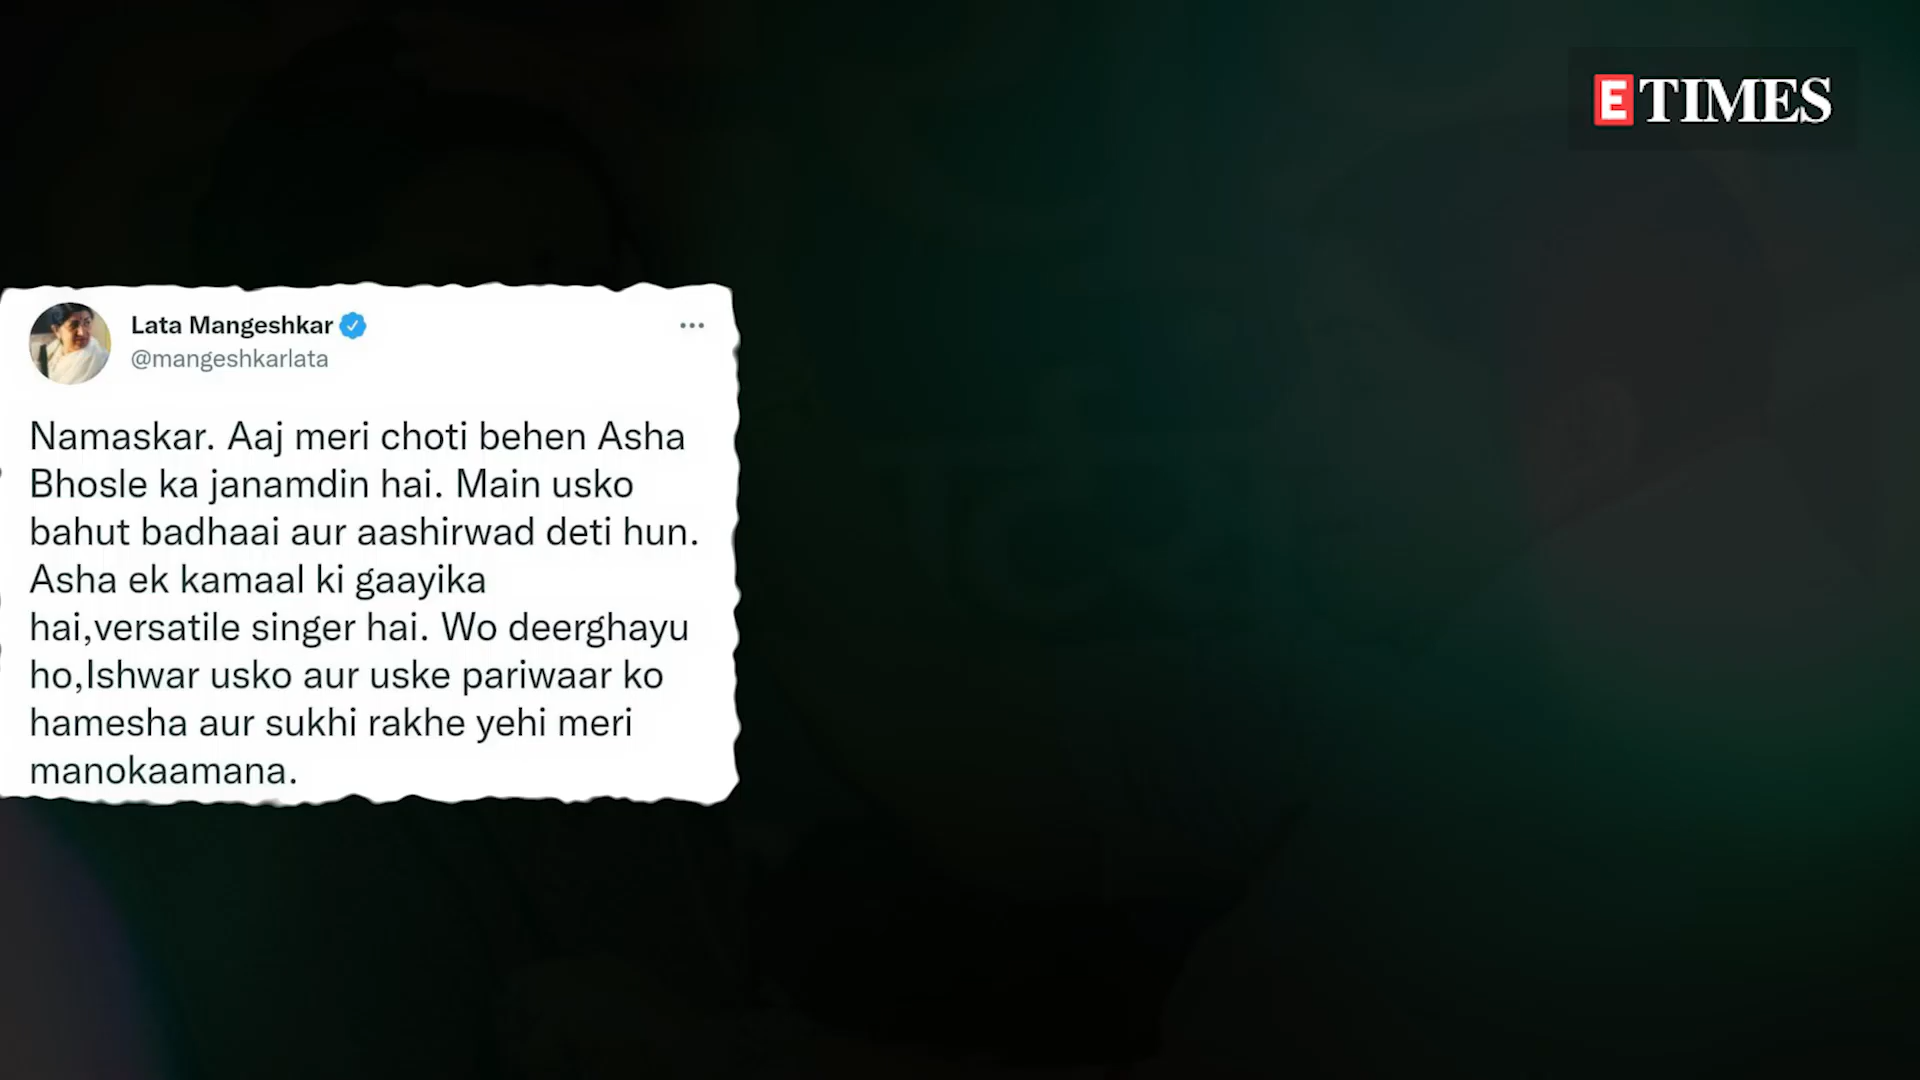 E TIMES
Lata Mangeshkar
@mangeshkarlata
Namaskar. Aaj meri choti behen Asha
Bhosle ka janamdin hai. Main usko
bahut badhaai aur aashirwad deti hun.
Asha ek kamaal ki gaayika
hai,versatile singer hai. Wo deerghayu
ho,Ishwar usko aur uske pariwaar ko
hamesha aur sukhi rakhe yehi meri
manokaamana.